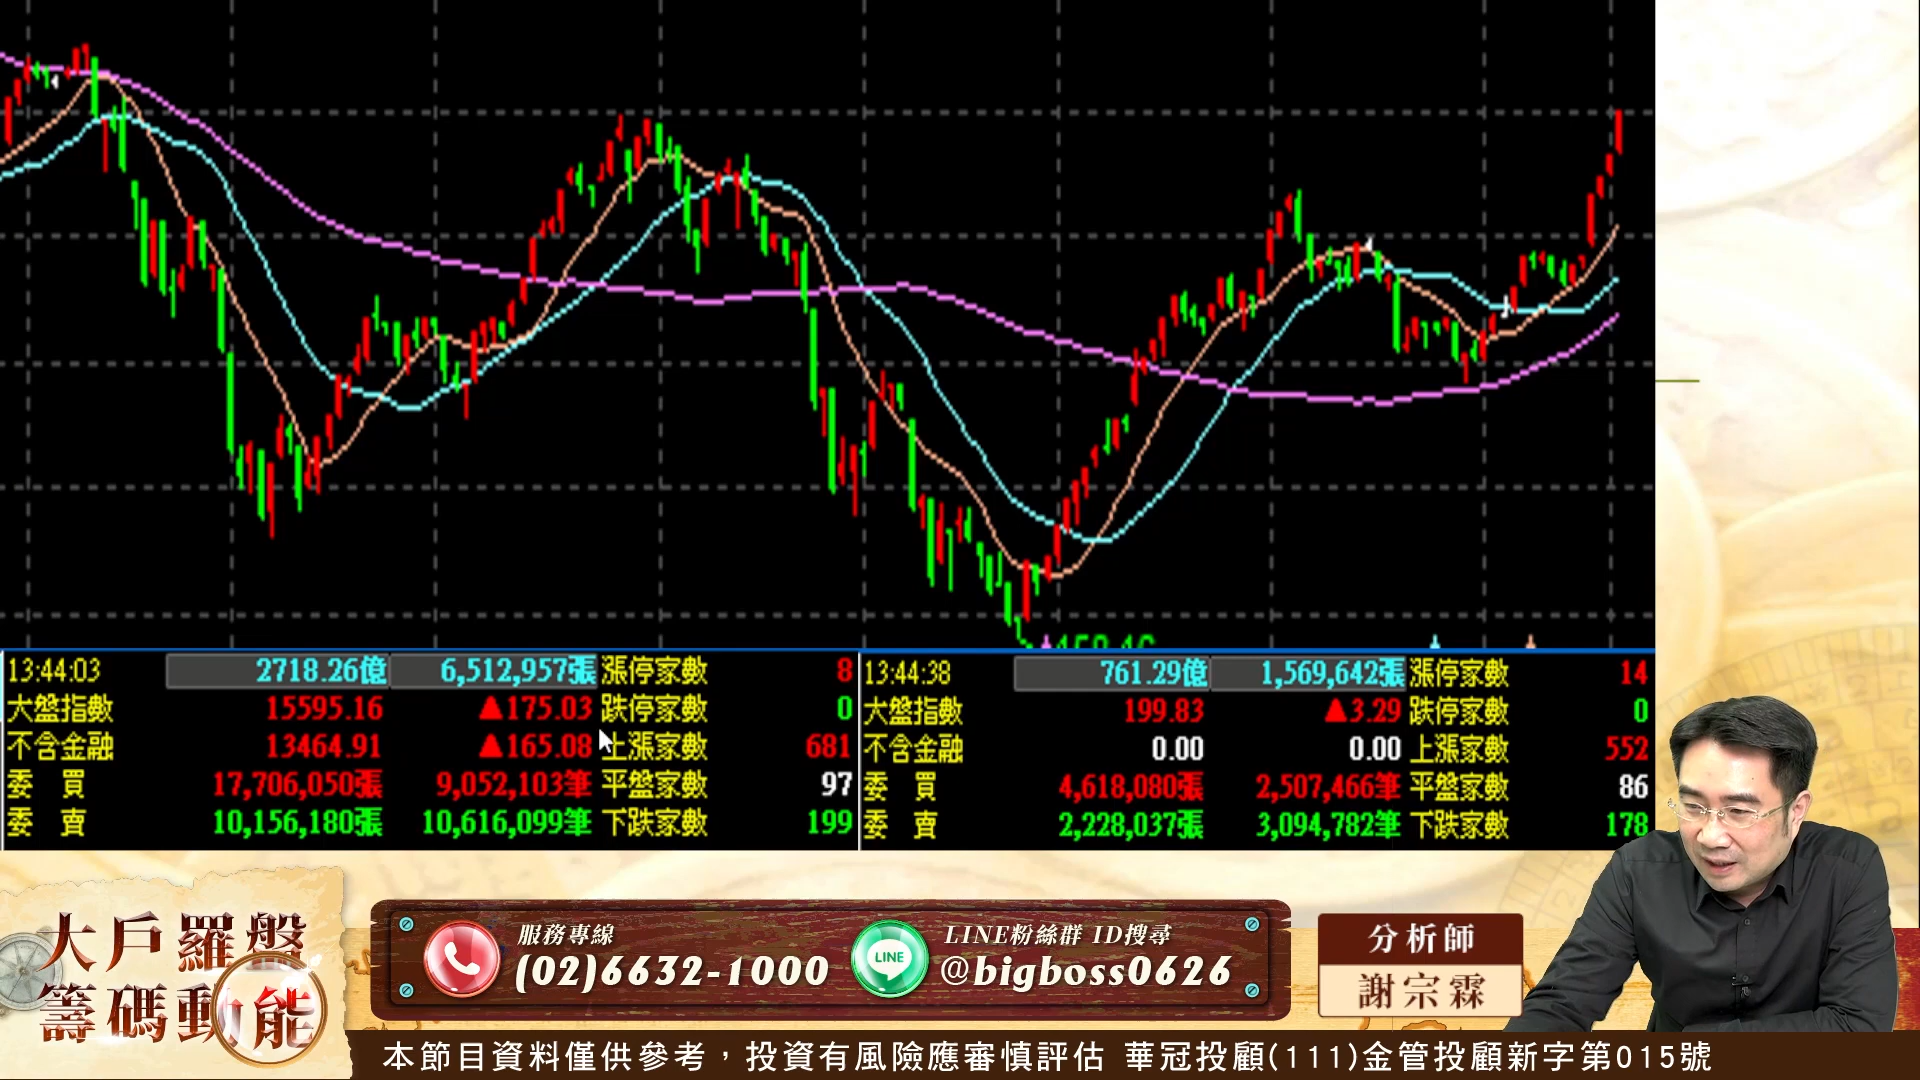 13:44:03 2718.26億 6,512,957張 漲停家數 8
大盤指數 15595.16 ▲175.03 跌停家數 0
不含金融 13464.91 ▲165.08 上漲家數 681
委 買 17,706,050張 9,052,103筆 平盤家數 97
委 賣 10,156,180張 10,616,099筆 下跌家數 199
13:44:38 761.29億 1,569,642張 漲停家數 14
大盤指數 199.83 ▲3.29 跌停家數 0
不含金融 0.00 0.00 上漲家數 552
委 買 4,618,080張 2,507,466筆 平盤家數 86
委 賣 2,228,037張 3,094,782筆 下跌家數 178
大戶羅盤
籌碼動能
服務專線
(02)6632-1000
LINE
LINE粉絲群 ID搜尋
@bigboss0626
分析師
謝宗霖
本節目資料僅供參考，投資有風險應審慎評估 華冠投顧(111)金管投顧新字第015號